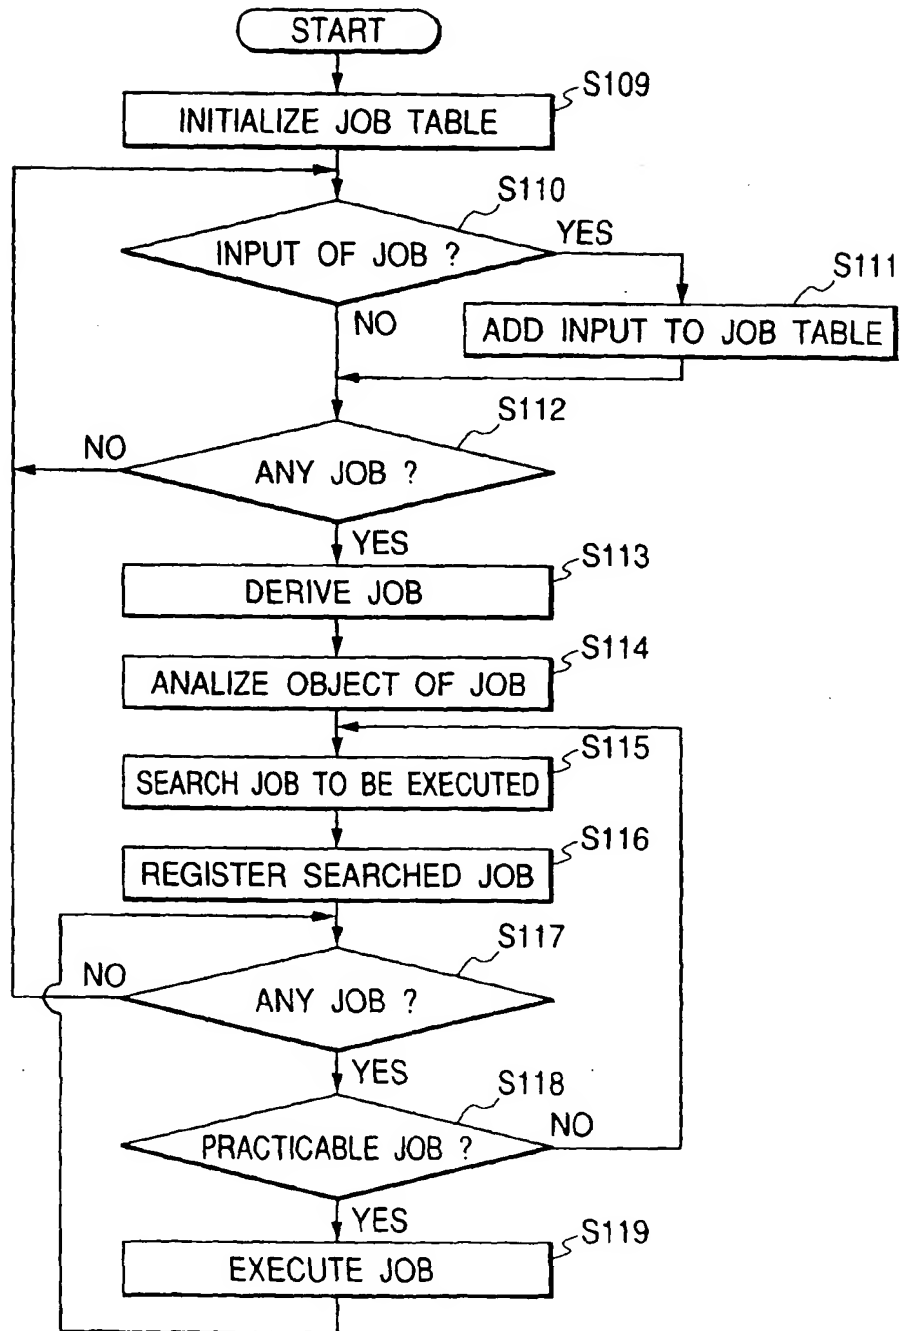 START
S109
INITIALIZE JOB TABLE
S110
INPUT OF JOB ?
YES
S111
NO
ADD INPUT TO JOB TABLE
S112
NO
ANY JOB ?
YES
S113
DERIVE JOB
S114
ANALIZE OBJECT OF JOB
S115
SEARCH JOB TO BE EXECUTED
S116
REGISTER SEARCHED JOB
S117
NO
ANY JOB ?
YES
S118
PRACTICABLE JOB ?
NO
YES
S119
EXECUTE JOB